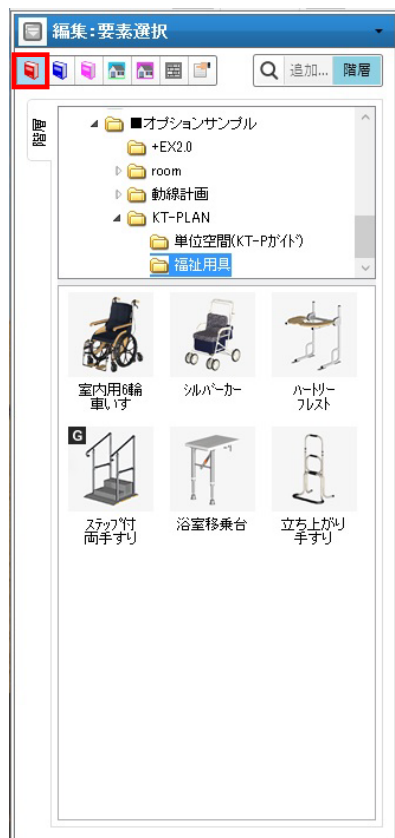 編集:要素選択
追加... 階層
階層
■オプションサンプル
+EX2.0
room
動線計画
KT-PLAN
単位空間(KT-Pガイド)
福祉用具
室内用6輪
車いす
シルバーカー
ハートリー
フレスト
G
ステップ付
両手すり
浴室移乗台
立ち上がり
手すり